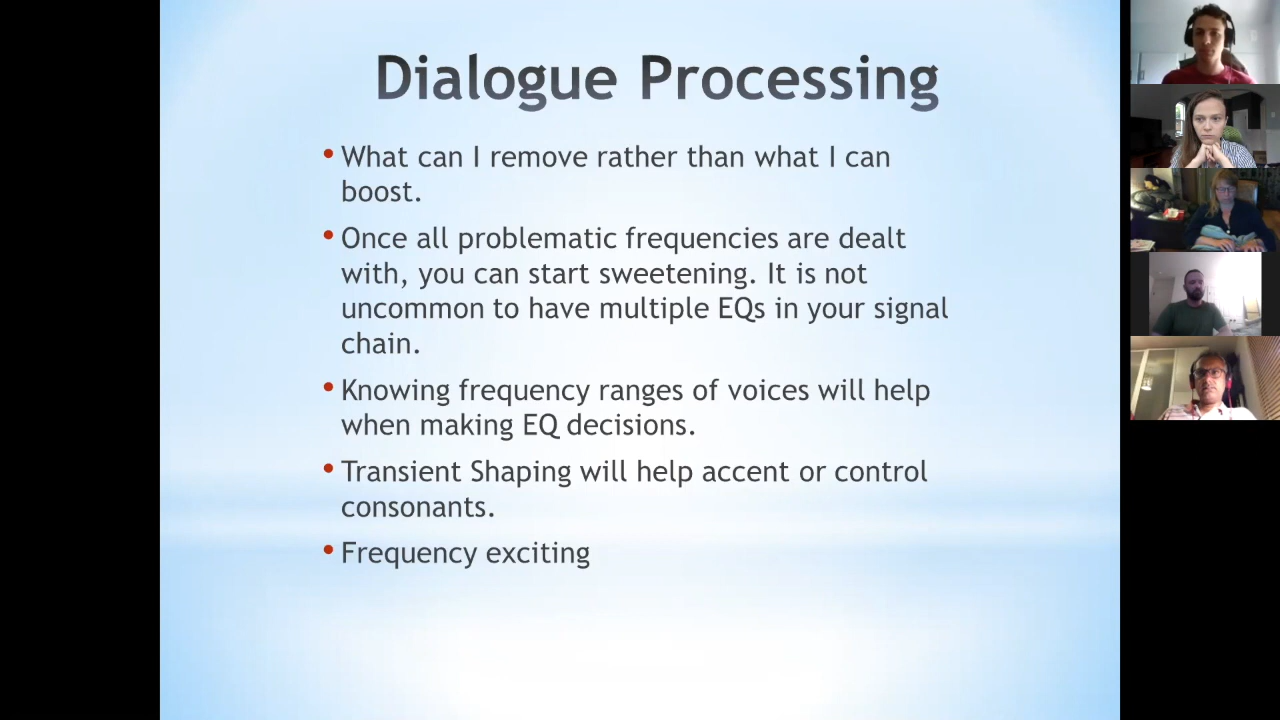 Dialogue Processing
• What can I remove rather than what I can
boost.
• Once all problematic frequencies are dealt
with, you can start sweetening. It is not
uncommon to have multiple EQs in your signal
chain.
• Knowing frequency ranges of voices will help
when making EQ decisions.
• Transient Shaping will help accent or control
consonants.
• Frequency exciting